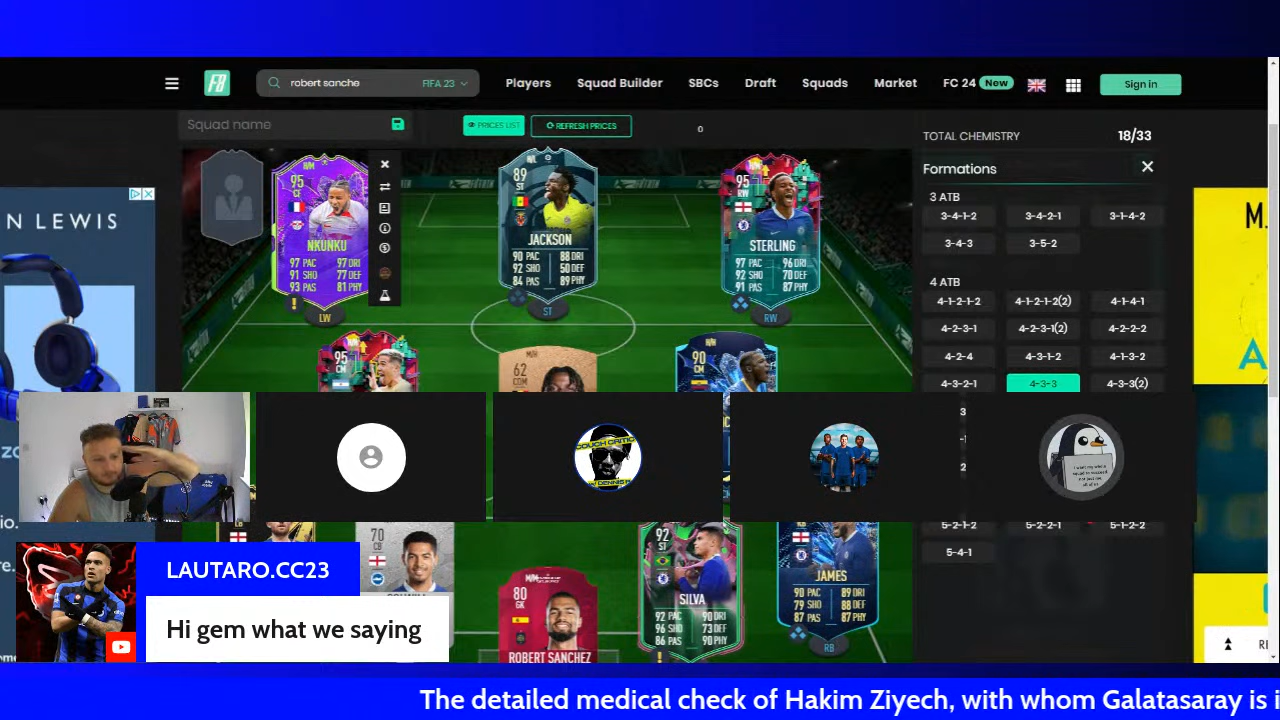 robert sanche
FIFA 23
Players
Squad Builder
SBCs
Draft
Squads
Market
FC 24
New
Sign in
Squad name
PRICES LIST
REFRESH PRICES
0
TOTAL CHEMISTRY
18/33
Formations
3 ATB
3-4-1-2
3-4-2-1
3-1-4-2
3-4-3
3-5-2
4 ATB
4-1-2-1-2
4-1-2-1-2(2)
4-1-4-1
4-2-3-1
4-2-3-1(2)
4-2-2-2
4-2-4
4-3-1-2
4-1-3-2
4-3-2-1
4-3-3
4-3-3(2)
5-2-1-2
5-2-2-1
5-1-2-2
5-4-1
95
CF
NKUNKU
97 PAC 97 DRI
91 SHO 77 DEF
93 PAS 81 PHY
LW
89
ST
JACKSON
90 PAC 88 DRI
92 SHO 50 DEF
84 PAS 89 PHY
ST
95
RW
STERLING
97 PAC 96 DRI
92 SHO 70 DEF
91 PAS 87 PHY
RW
95
CM
62
CDM
90
CDM
70
CB
80
GK
ROBERT SANCHEZ
92
ST
SILVA
92 PAC 90 DRI
96 SHO 73 DEF
86 PAS 90 PHY
JAMES
90 PAC 89 DRI
79 SHO 88 DEF
87 PAS 87 PHY
RB
N LEWIS
COUCH CRITIC
LAUTARO.CC23
Hi gem what we saying
The detailed medical check of Hakim Ziyech, with whom Galatasaray is i